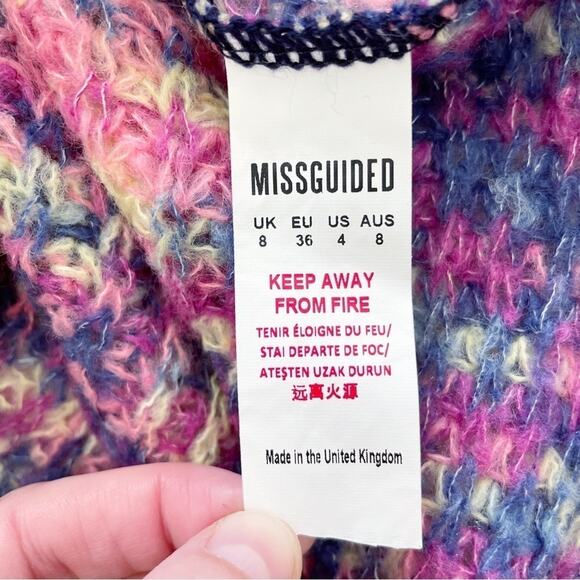 MISSGUIDED
UK EU US AUS
8 36 4 8
KEEP AWAY
FROM FIRE
TENIR ÉLOIGNE DU FEU/
STAI DEPARTE DE FOC/
ATEŞTEN UZAK DURUN
远离火源
Made in the United Kingdom